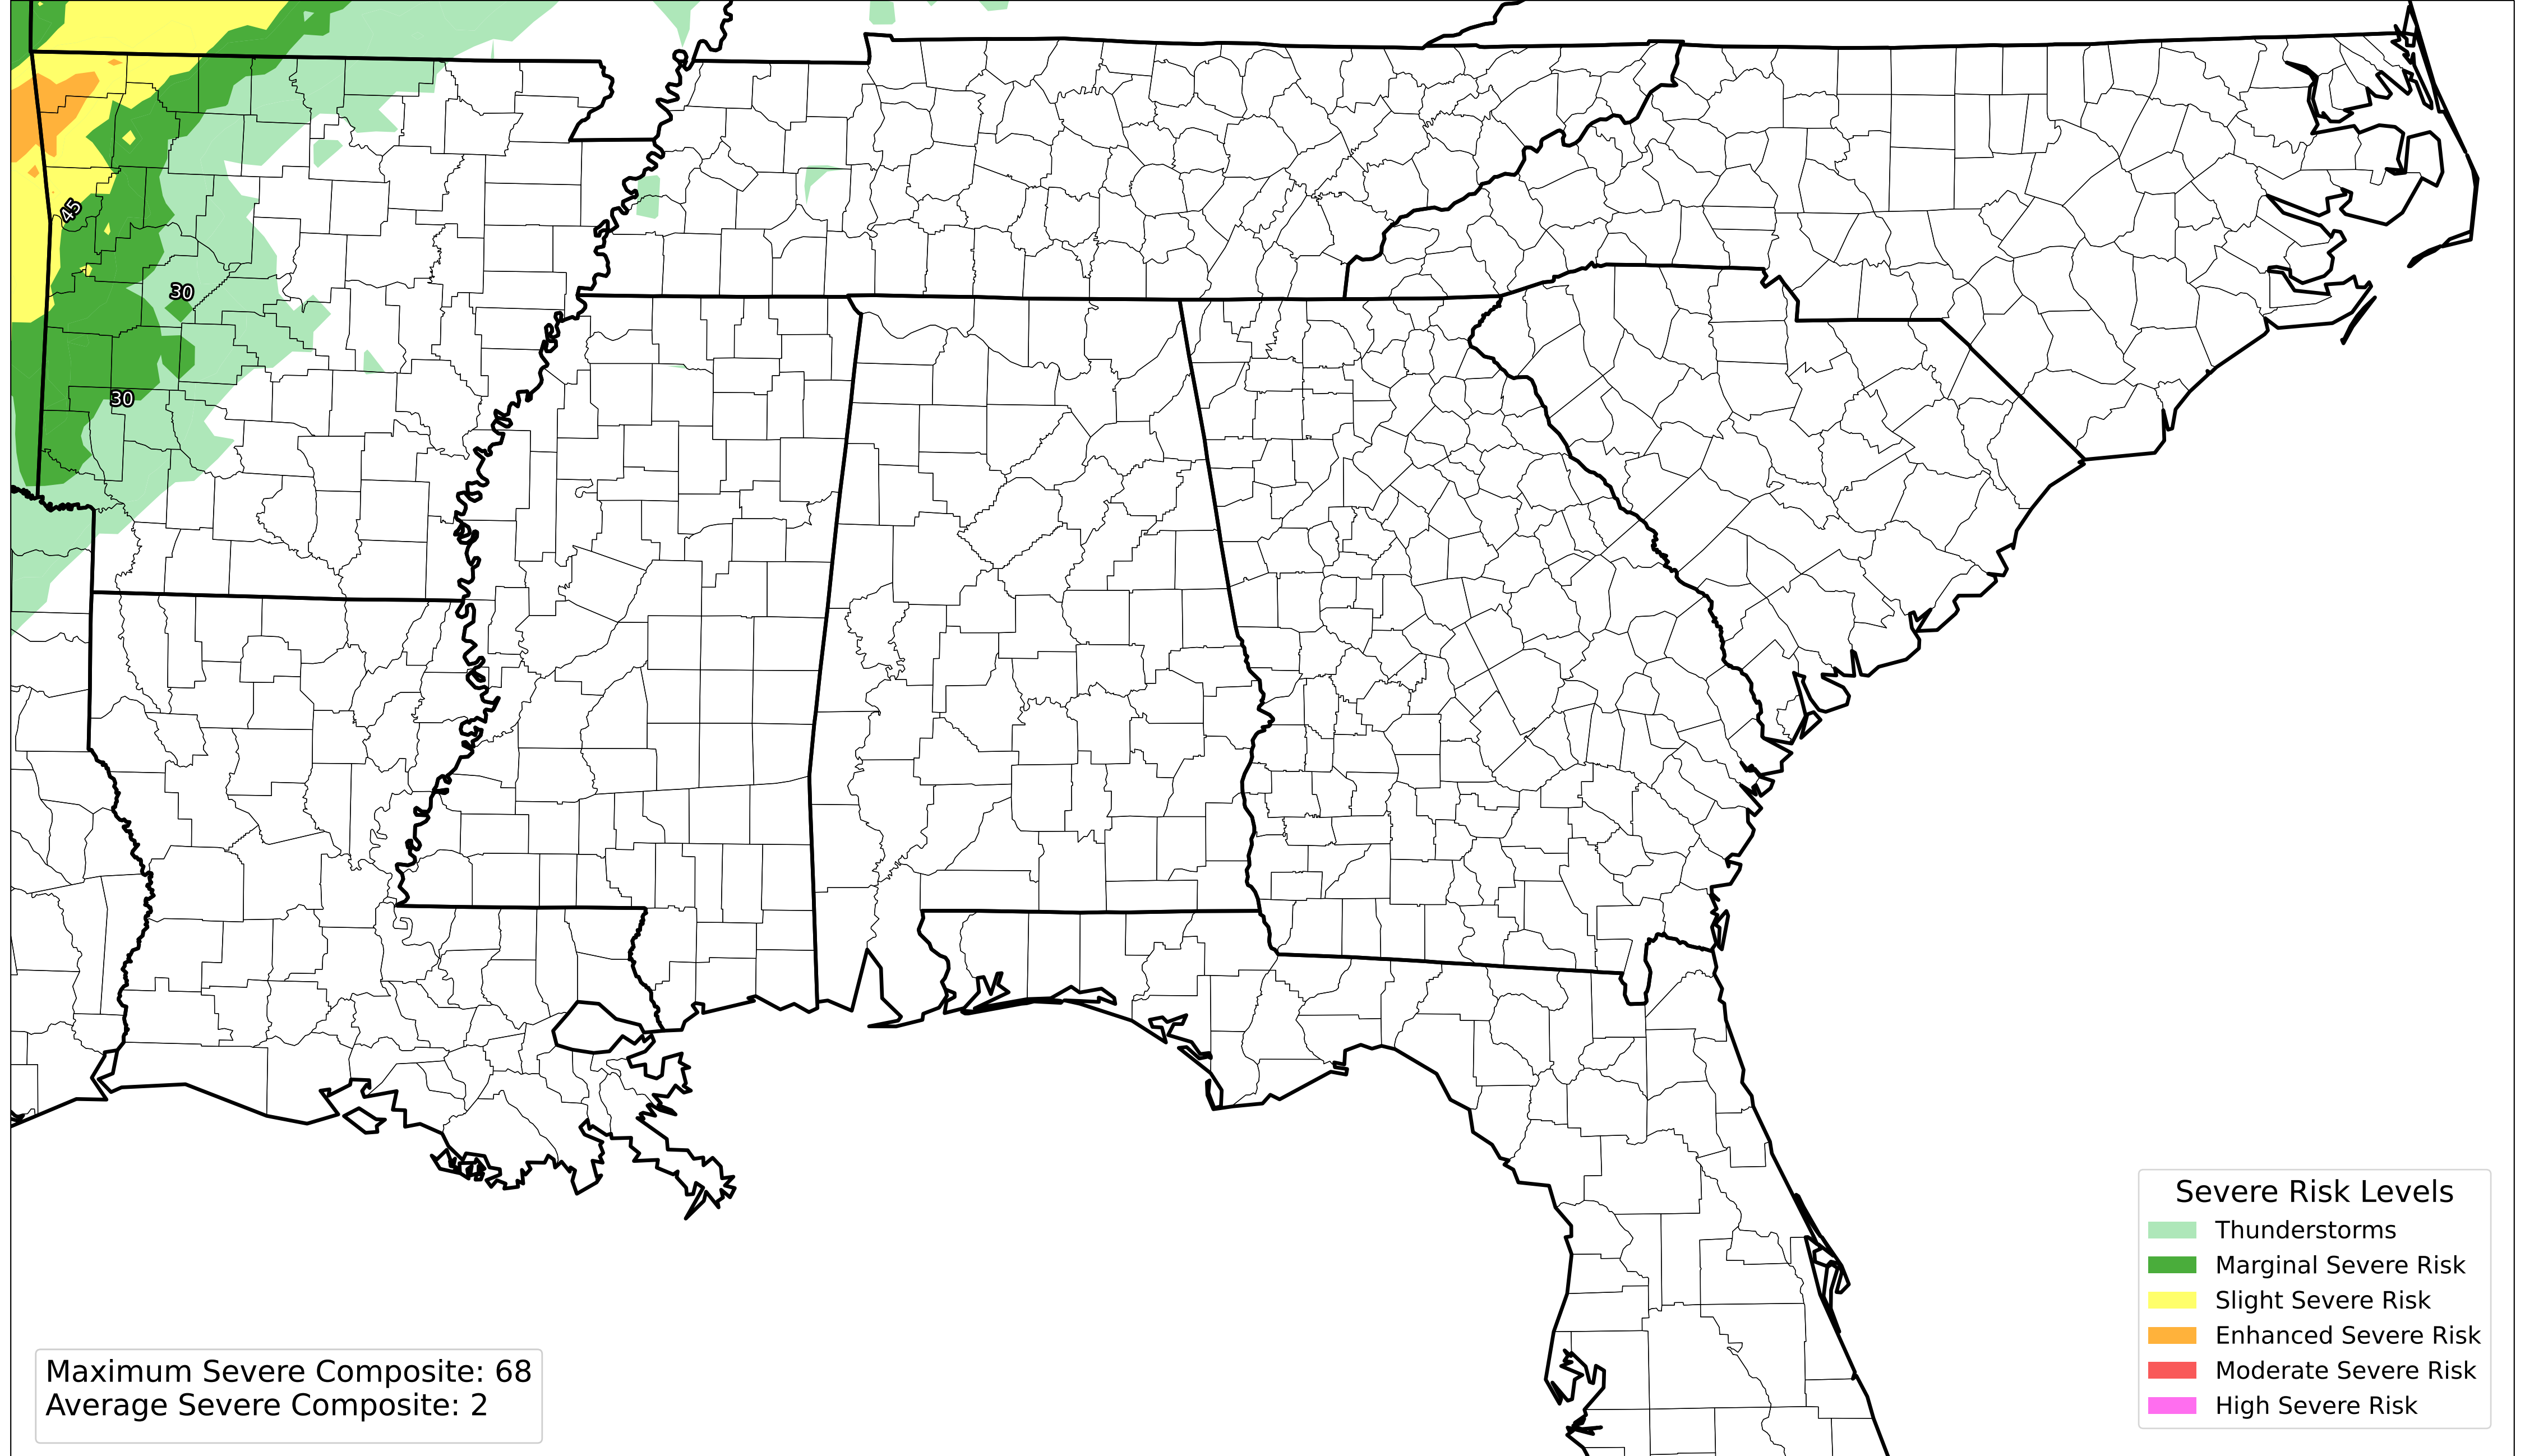 45
30
30
Severe Risk Levels
Thunderstorms
Marginal Severe Risk
Slight Severe Risk
Enhanced Severe Risk
Moderate Severe Risk
High Severe Risk
Maximum Severe Composite: 68
Average Severe Composite: 2